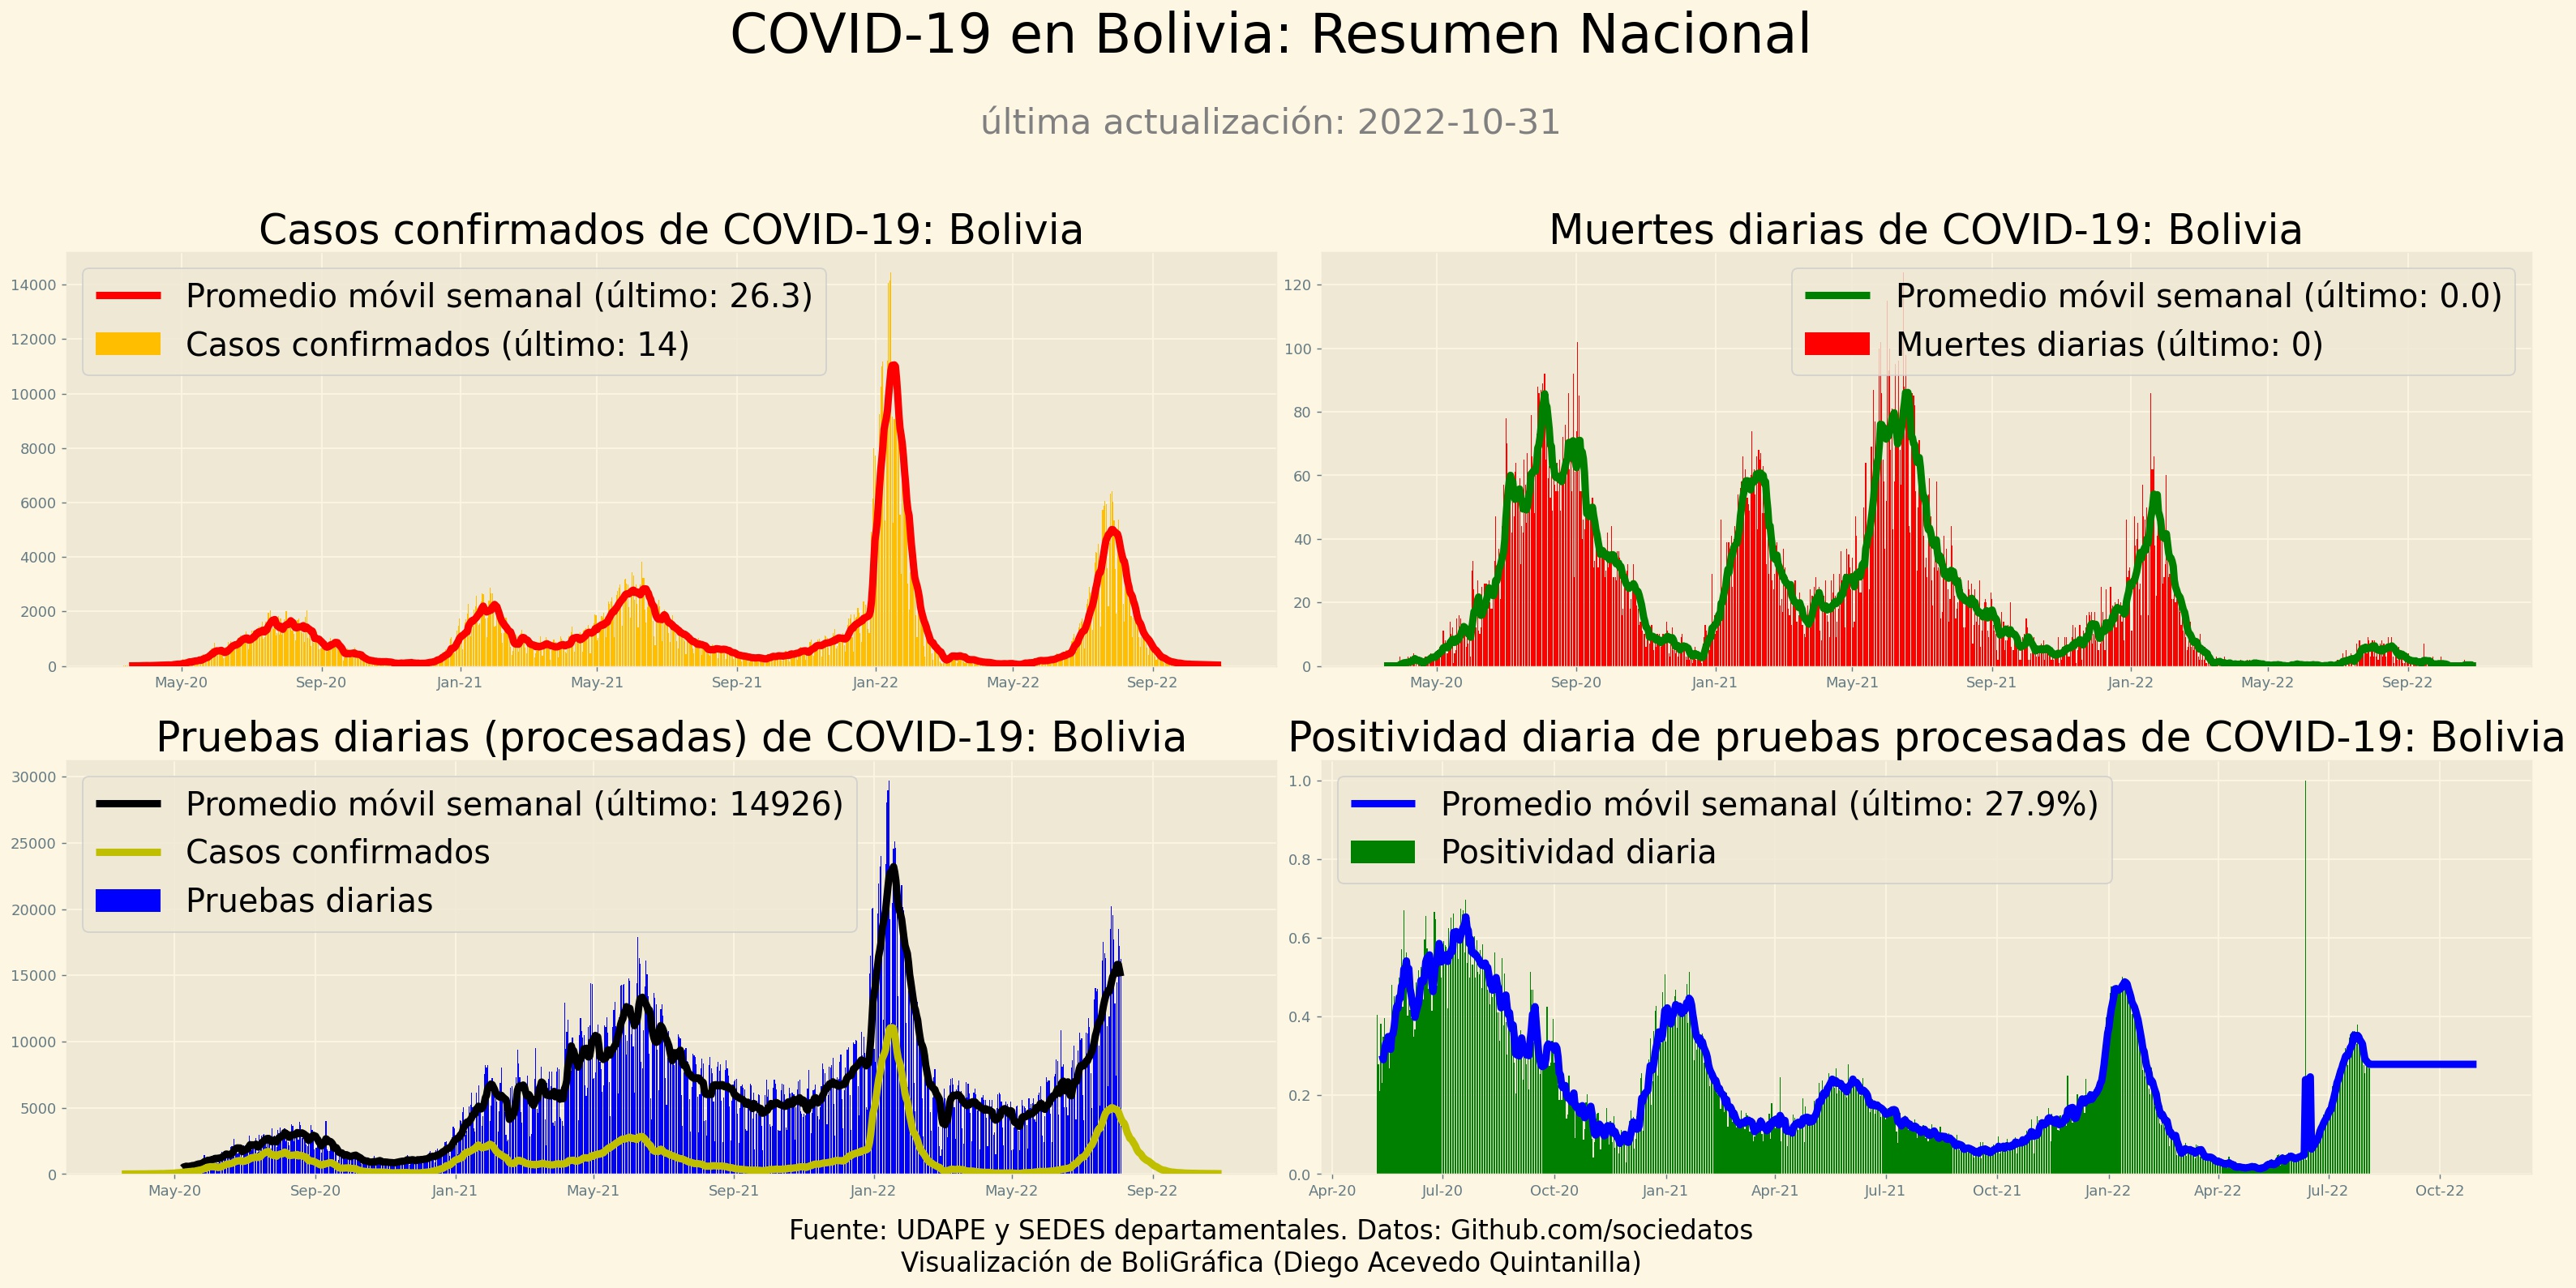 COVID-19 en Bolivia: Resumen Nacional
última actualización: 2022-10-31
Casos confirmados de COVID-19: Bolivia
Promedio móvil semanal (último: 26.3)
Casos confirmados (último: 14)
14000
12000
10000
8000
6000
4000
2000
0
May-20 Sep-20 Jan-21 May-21 Sep-21 Jan-22 May-22 Sep-22
Muertes diarias de COVID-19: Bolivia
Promedio móvil semanal (último: 0.0)
Muertes diarias (último: 0)
120
100
80
60
40
20
0
May-20 Sep-20 Jan-21 May-21 Sep-21 Jan-22 May-22 Sep-22
Pruebas diarias (procesadas) de COVID-19: Bolivia
Promedio móvil semanal (último: 14926)
Casos confirmados
Pruebas diarias
30000
25000
20000
15000
10000
5000
0
May-20 Sep-20 Jan-21 May-21 Sep-21 Jan-22 May-22 Sep-22
Positividad diaria de pruebas procesadas de COVID-19: Bolivia
Promedio móvil semanal (último: 27.9%)
Positividad diaria
1.0
0.8
0.6
0.4
0.2
0.0
Apr-20 Jul-20 Oct-20 Jan-21 Apr-21 Jul-21 Oct-21 Jan-22 Apr-22 Jul-22 Oct-22
Fuente: UDAPE y SEDES departamentales. Datos: Github.com/sociedatos
Visualización de BoliGráfica (Diego Acevedo Quintanilla)